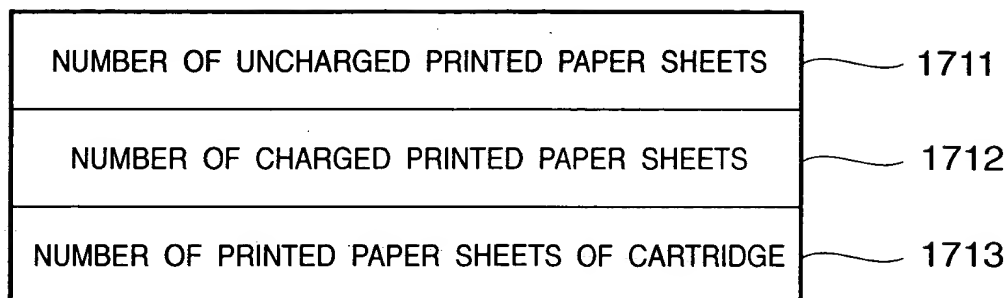 NUMBER OF UNCHARGED PRINTED PAPER SHEETS 1711
NUMBER OF CHARGED PRINTED PAPER SHEETS 1712
NUMBER OF PRINTED PAPER SHEETS OF CARTRIDGE 1713